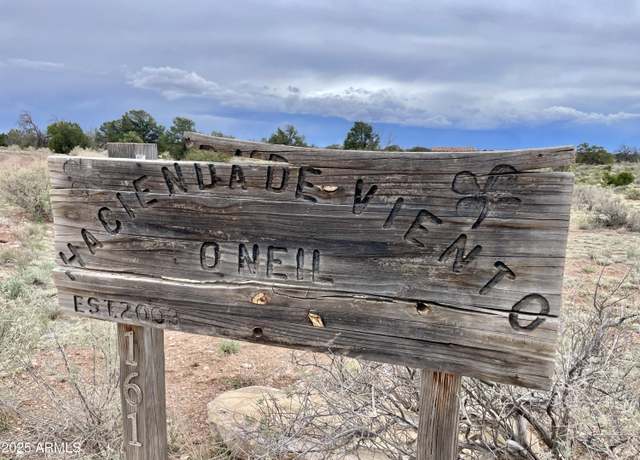 HACIENDA DE VIENTO
O NEIL
EST. 2003
161
© 2025 ARMLS